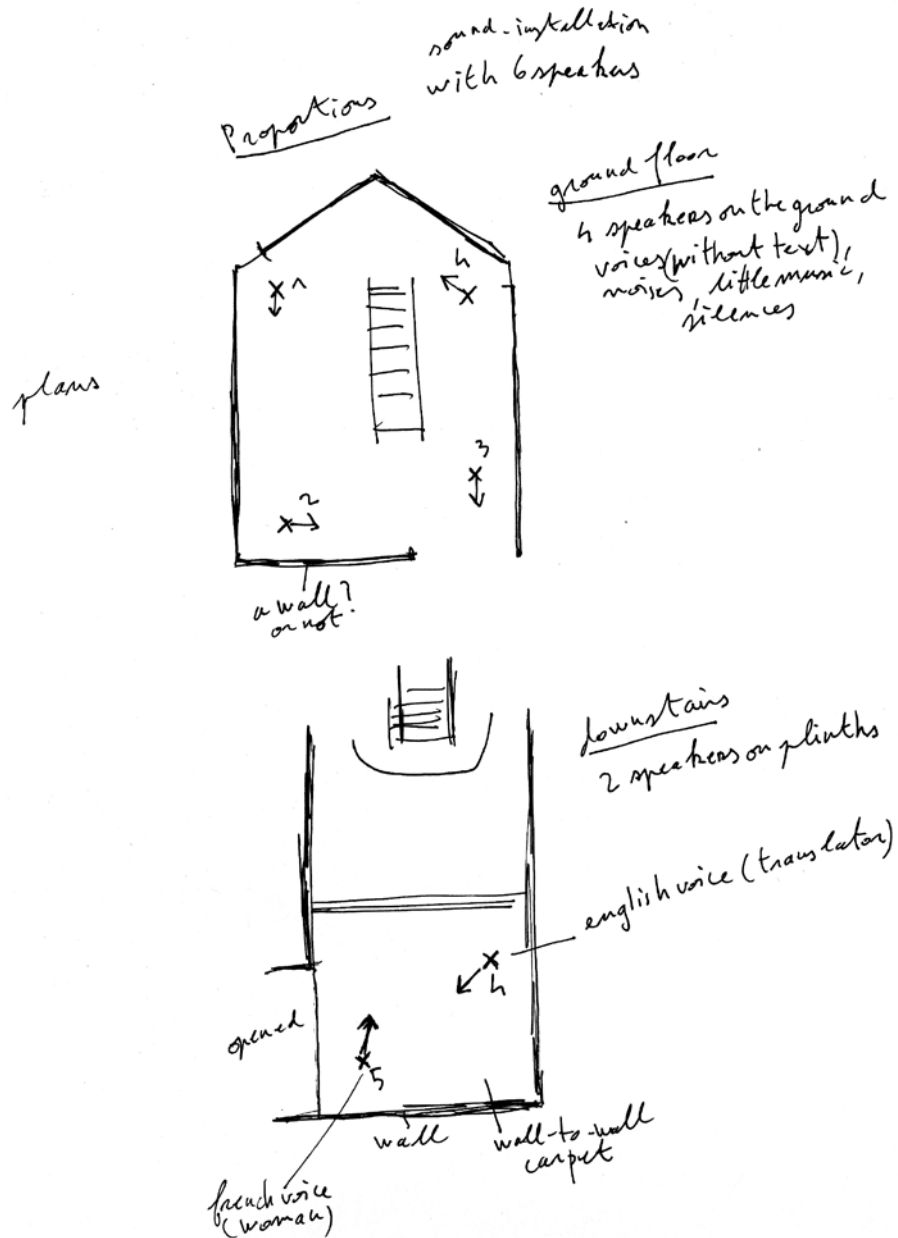 sound-installation
with 6 speakers
Proportions
ground floor
4 speakers on the ground
voices (without text),
noises, little music,
silences
plans
1
4
3
2
a wall?
or not?
downstairs
2 speakers on plinths
english voice (translator)
4
opened
5
wall
wall-to-wall
carpet
french voice
(woman)